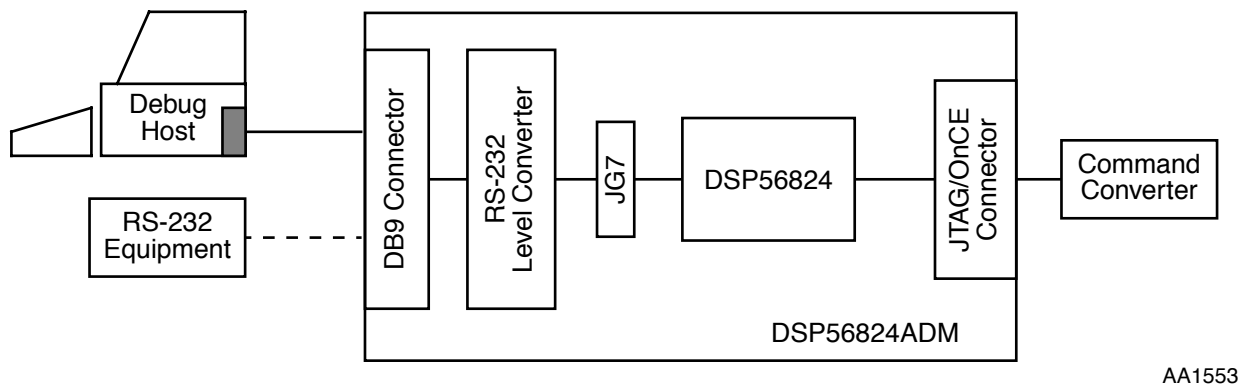 Debug
Host
RS-232
Equipment
DB9 Connector
RS-232
Level Converter
JG7
DSP56824
JTAG/OnCE
Connector
Command
Converter
DSP56824ADM
AA1553